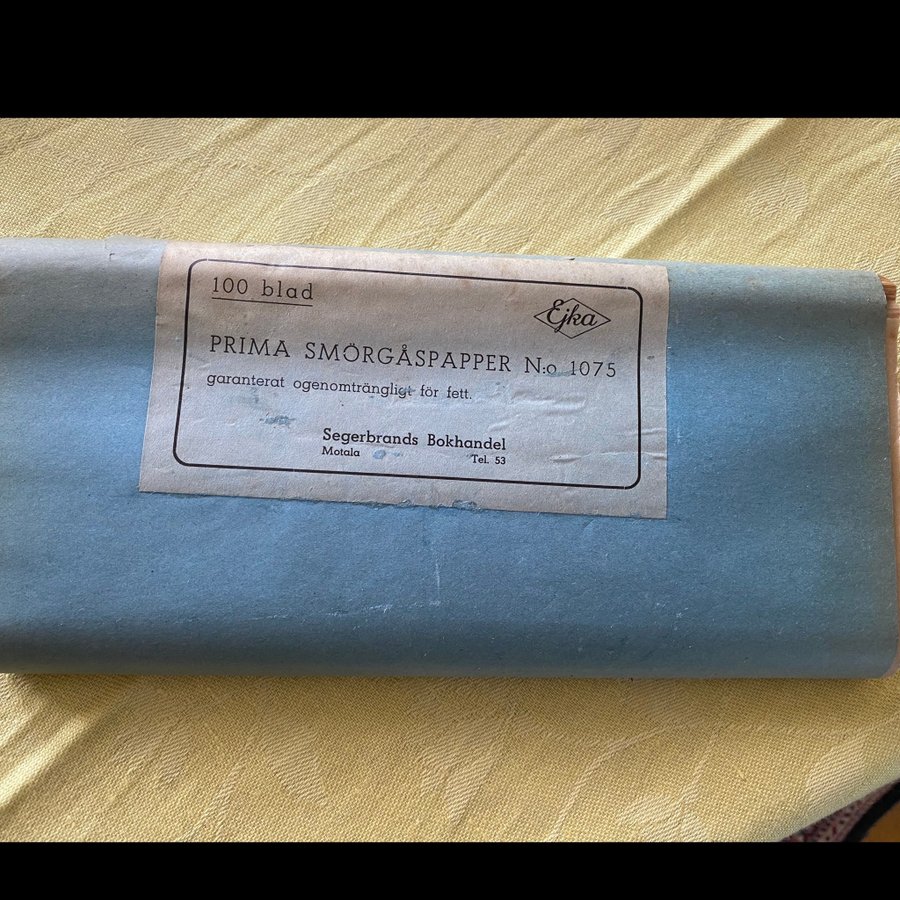 100 blad
Ejka
PRIMA SMÖRGÅSPAPPER N:o 1075
garanterat ogenomträngligt för fett.
Segerbrands Bokhandel
Motala Tel. 53